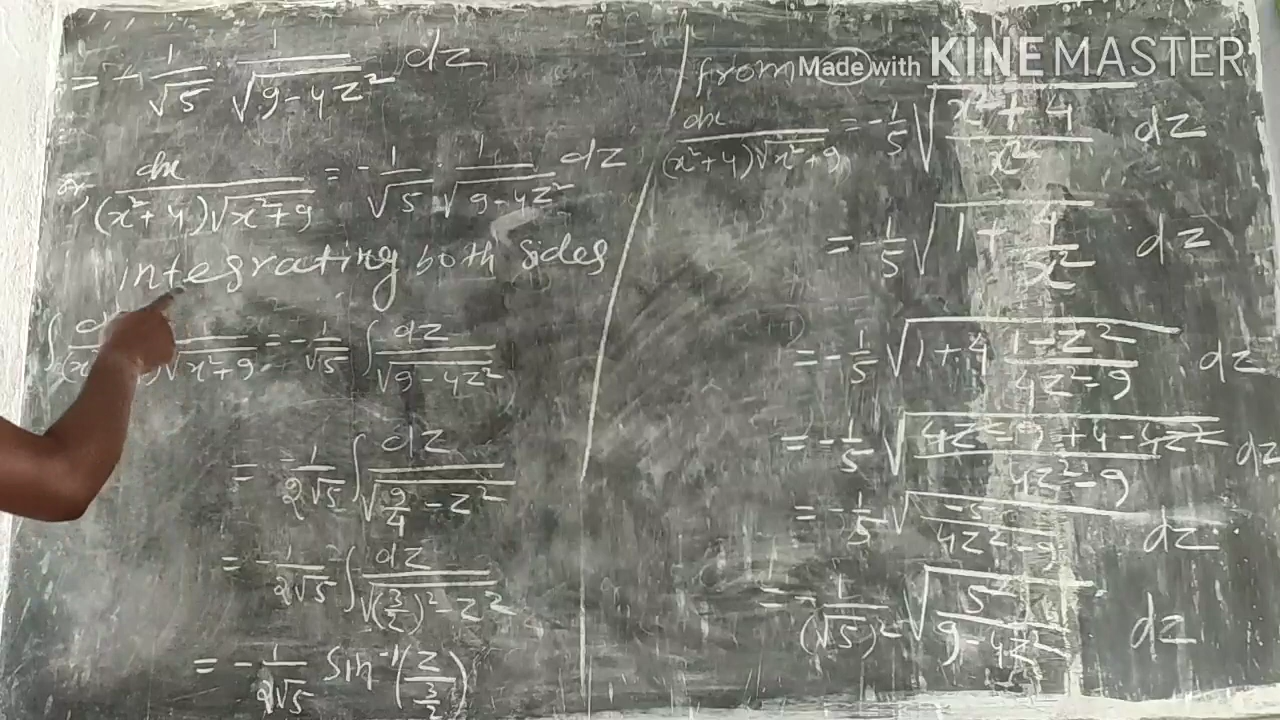 = + 1/√5 · 1/√(9-4z²) dz
or, dx/((x²+4)√(x²+9)) = -1/√5 · 1/√(9-4z²) dz
integrating both sides
= -1/√5 ∫ dz/√(9-4z²)
= -1/(2√5) ∫ dz/√(9/4 - z²)
= -1/(2√5) ∫ dz/√((3/2)² - z²)
= -1/(2√5) Sin⁻¹(z/(3/2))
from
Made with KINEMASTER
dx/((x²+4)√(x²+9)) = -1/5 √((x²+4)/x²) dz
= -1/5 √(1 + 4/x²) dz
= -1/5 √(1+4 (1-z²)/(4z²-9)) dz
= -1/5 √((4z²-9+4-4z²)/(4z²-9)) dz
= -1/5 √(-5/(4z²-9)) dz
= -1/(√5)² √(5/(9-4z²)) dz